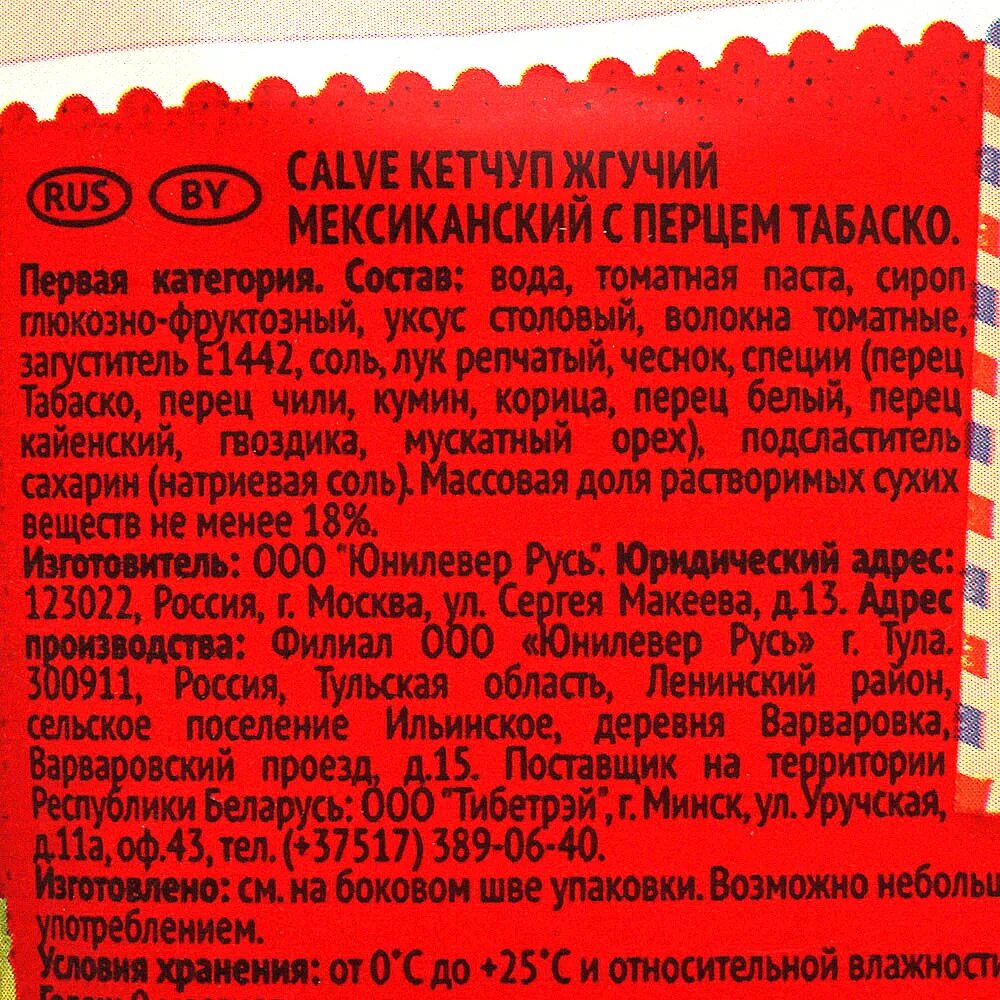 RUS BY CALVE КЕТЧУП ЖГУЧИЙ
МЕКСИКАНСКИЙ С ПЕРЦЕМ ТАБАСКО.
Первая категория. Состав: вода, томатная паста, сироп
глюкозно-фруктозный, уксус столовый, волокна томатные,
загуститель Е1442, соль, лук репчатый, чеснок, специи (перец
Табаско, перец чили, кумин, корица, перец белый, перец
кайенский, гвоздика, мускатный орех), подсластитель
сахарин (натриевая соль). Массовая доля растворимых сухих
веществ не менее 18%.
Изготовитель: ООО "Юнилевер Русь". Юридический адрес:
123022, Россия, г. Москва, ул. Сергея Макеева, д.13. Адрес
производства: Филиал ООО «Юнилевер Русь» г. Тула.
300911, Россия, Тульская область, Ленинский район,
сельское поселение Ильинское, деревня Варваровка,
Варваровский проезд, д.15. Поставщик на территории
Республики Беларусь: ООО "Тибетрэй", г. Минск, ул. Уручская,
д.11а, оф.43, тел. (+37517) 389-06-40.
Изготовлено: см. на боковом шве упаковки. Возможно небольш
употреблением.
Условия хранения: от 0°С до +25°С и относительной влажности